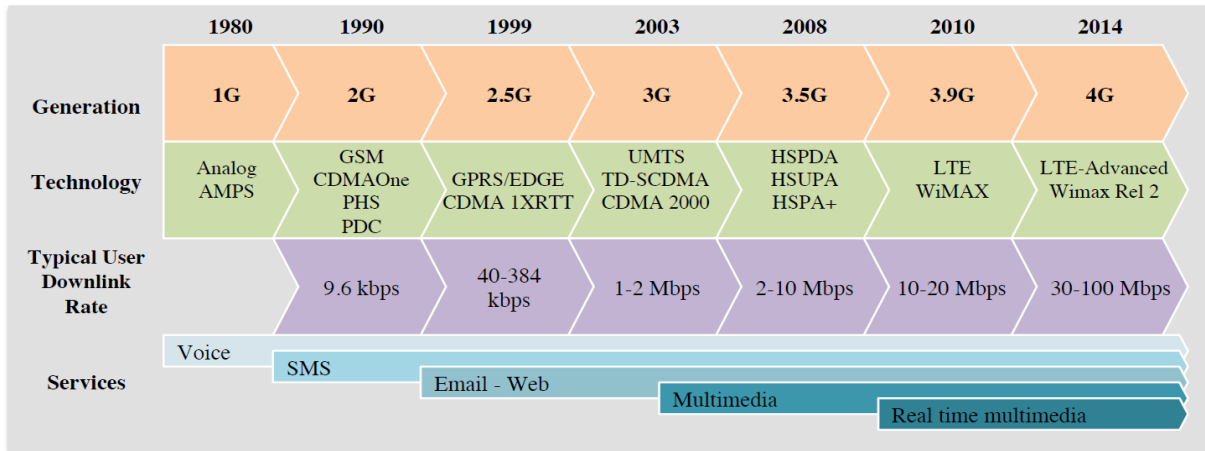 1980 1990 1999 2003 2008 2010 2014
Generation 1G 2G 2.5G 3G 3.5G 3.9G 4G
Technology
Analog
AMPS
GSM
CDMAOne
PHS
PDC
GPRS/EDGE
CDMA 1XRTT
UMTS
TD-SCDMA
CDMA 2000
HSPDA
HSUPA
HSPA+
LTE
WiMAX
LTE-Advanced
Wimax Rel 2
Typical User
Downlink
Rate
9.6 kbps
40-384
kbps
1-2 Mbps
2-10 Mbps
10-20 Mbps
30-100 Mbps
Services
Voice
SMS
Email - Web
Multimedia
Real time multimedia